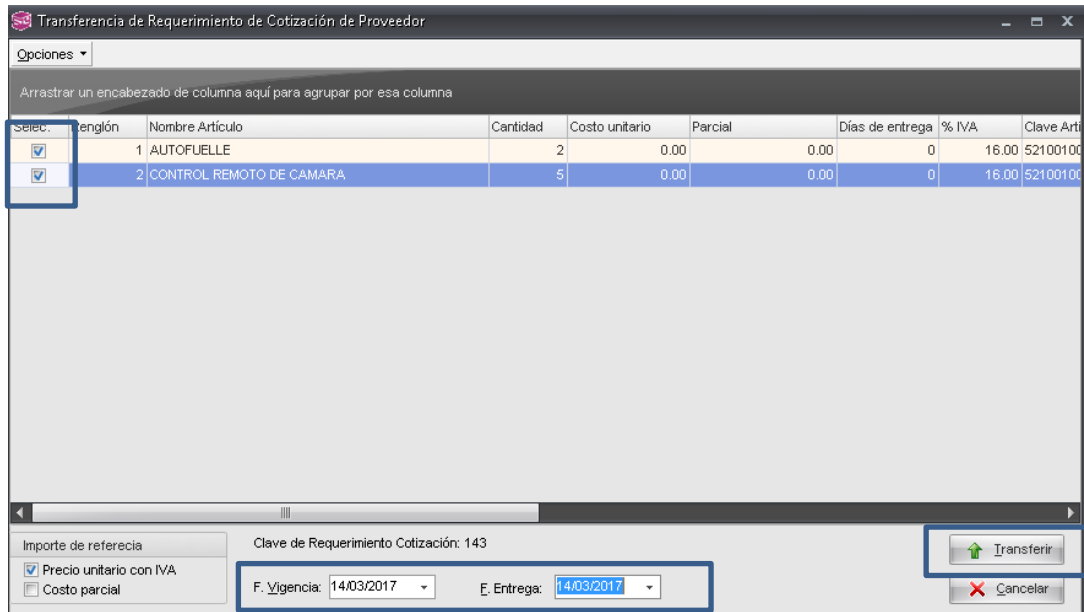 Transferencia de Requerimiento de Cotización de Proveedor
Opciones
Arrastrar un encabezado de columna aquí para agrupar por esa columna
Selec. Renglón Nombre Artículo Cantidad Costo unitario Parcial Días de entrega % IVA Clave Arti
1 AUTOFUELLE 2 0.00 0.00 0 16.00 52100100
2 CONTROL REMOTO DE CAMARA 5 0.00 0.00 0 16.00 52100100
Importe de referecia
Clave de Requerimiento Cotización: 143
Transferir
Precio unitario con IVA
Costo parcial
F. Vigencia: 14/03/2017 F. Entrega: 14/03/2017
Cancelar